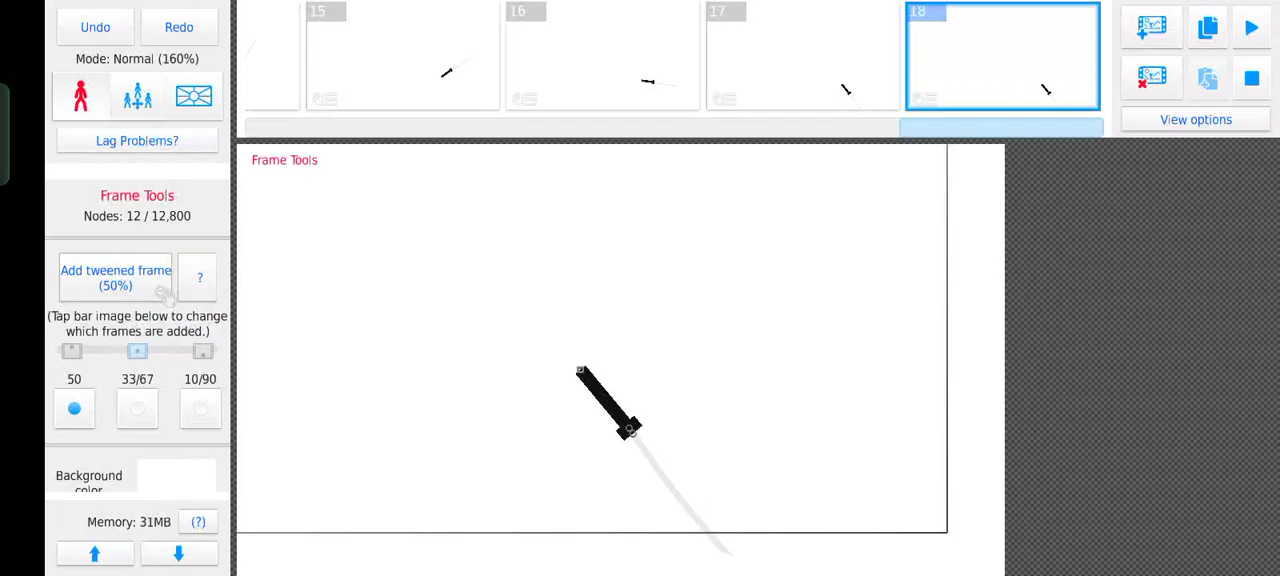 Undo
Redo
Mode: Normal (160%)
Lag Problems?
Frame Tools
Nodes: 12 / 12,800
Add tweened frame
(50%)
?
(Tap bar image below to change
which frames are added.)
50
33/67
10/90
Background
color
Memory: 31MB
(?)
15
16
17
18
View options
Frame Tools